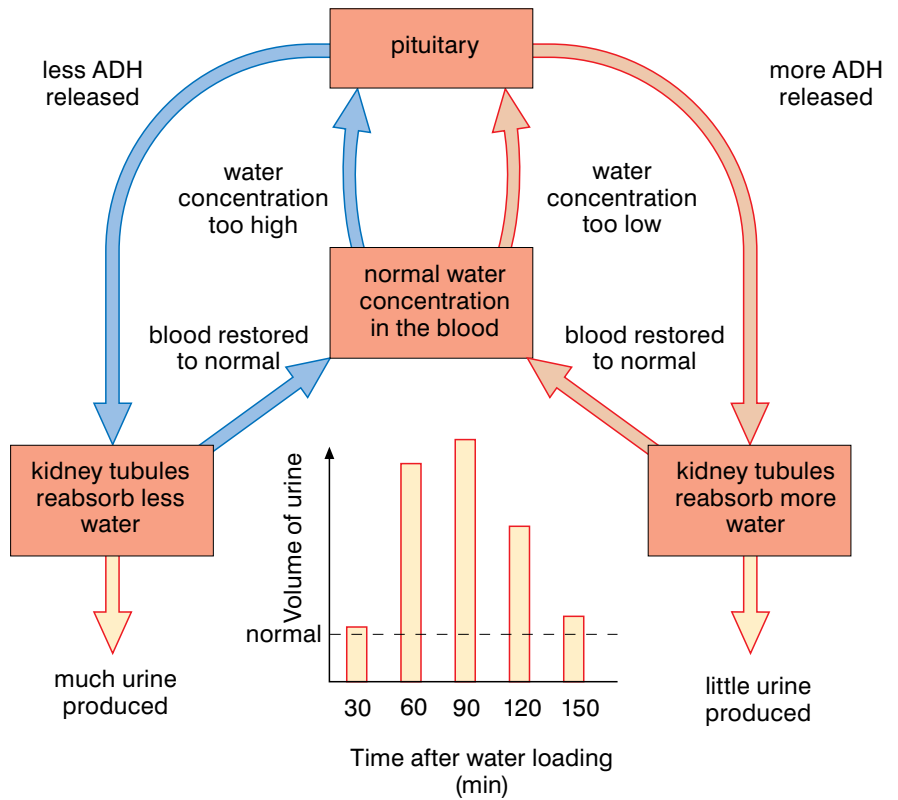 pituitary
less ADH
released
more ADH
released
water
concentration
too high
water
concentration
too low
normal water
concentration
in the blood
blood restored
to normal
blood restored
to normal
kidney tubules
reabsorb less
water
kidney tubules
reabsorb more
water
much urine
produced
little urine
produced
Volume of urine
normal
30 60 90 120 150
Time after water loading
(min)